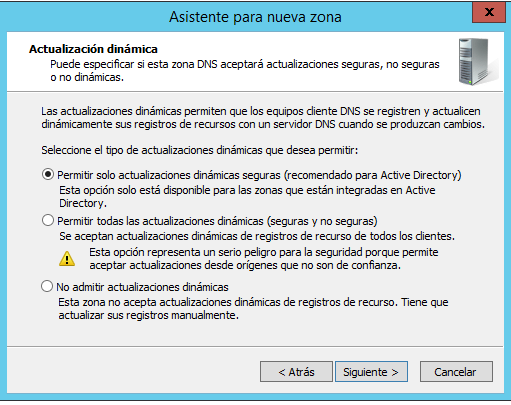 Asistente para nueva zona
x
Actualización dinámica
Puede especificar si esta zona DNS aceptará actualizaciones seguras, no seguras
o no dinámicas.
Las actualizaciones dinámicas permiten que los equipos cliente DNS se registren y actualicen
dinámicamente sus registros de recursos con un servidor DNS cuando se produzcan cambios.
Seleccione el tipo de actualizaciones dinámicas que desea permitir:
Permitir solo actualizaciones dinámicas seguras (recomendado para Active Directory)
Esta opción solo está disponible para las zonas que están integradas en Active
Directory.
Permitir todas las actualizaciones dinámicas (seguras y no seguras)
Se aceptan actualizaciones dinámicas de registros de recurso de todos los clientes.
Esta opción representa un serio peligro para la seguridad porque permite
aceptar actualizaciones desde orígenes que no son de confianza.
No admitir actualizaciones dinámicas
Esta zona no acepta actualizaciones dinámicas de registros de recurso. Tiene que
actualizar sus registros manualmente.
< Atrás Siguiente > Cancelar